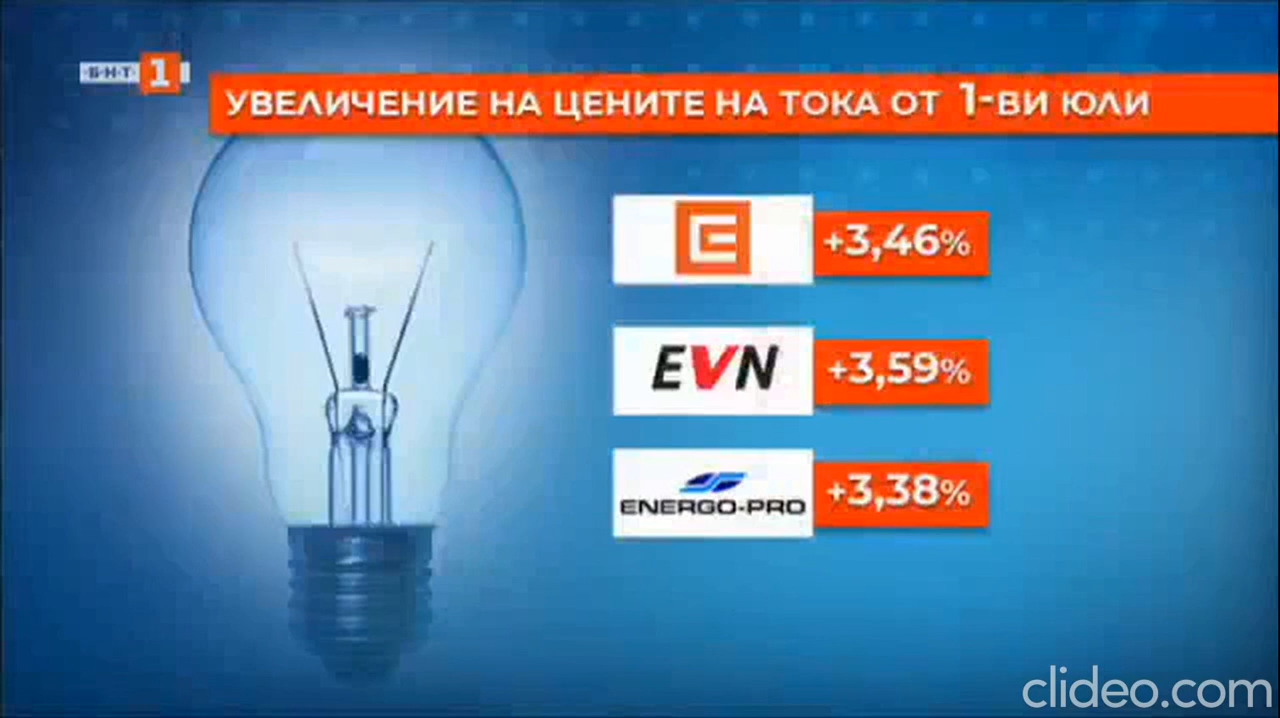 БНТ 1
УВЕЛИЧЕНИЕ НА ЦЕНИТЕ НА ТОКА ОТ 1-ВИ ЮЛИ
+3,46%
EVN +3,59%
ENERGO-PRO +3,38%
clideo.com